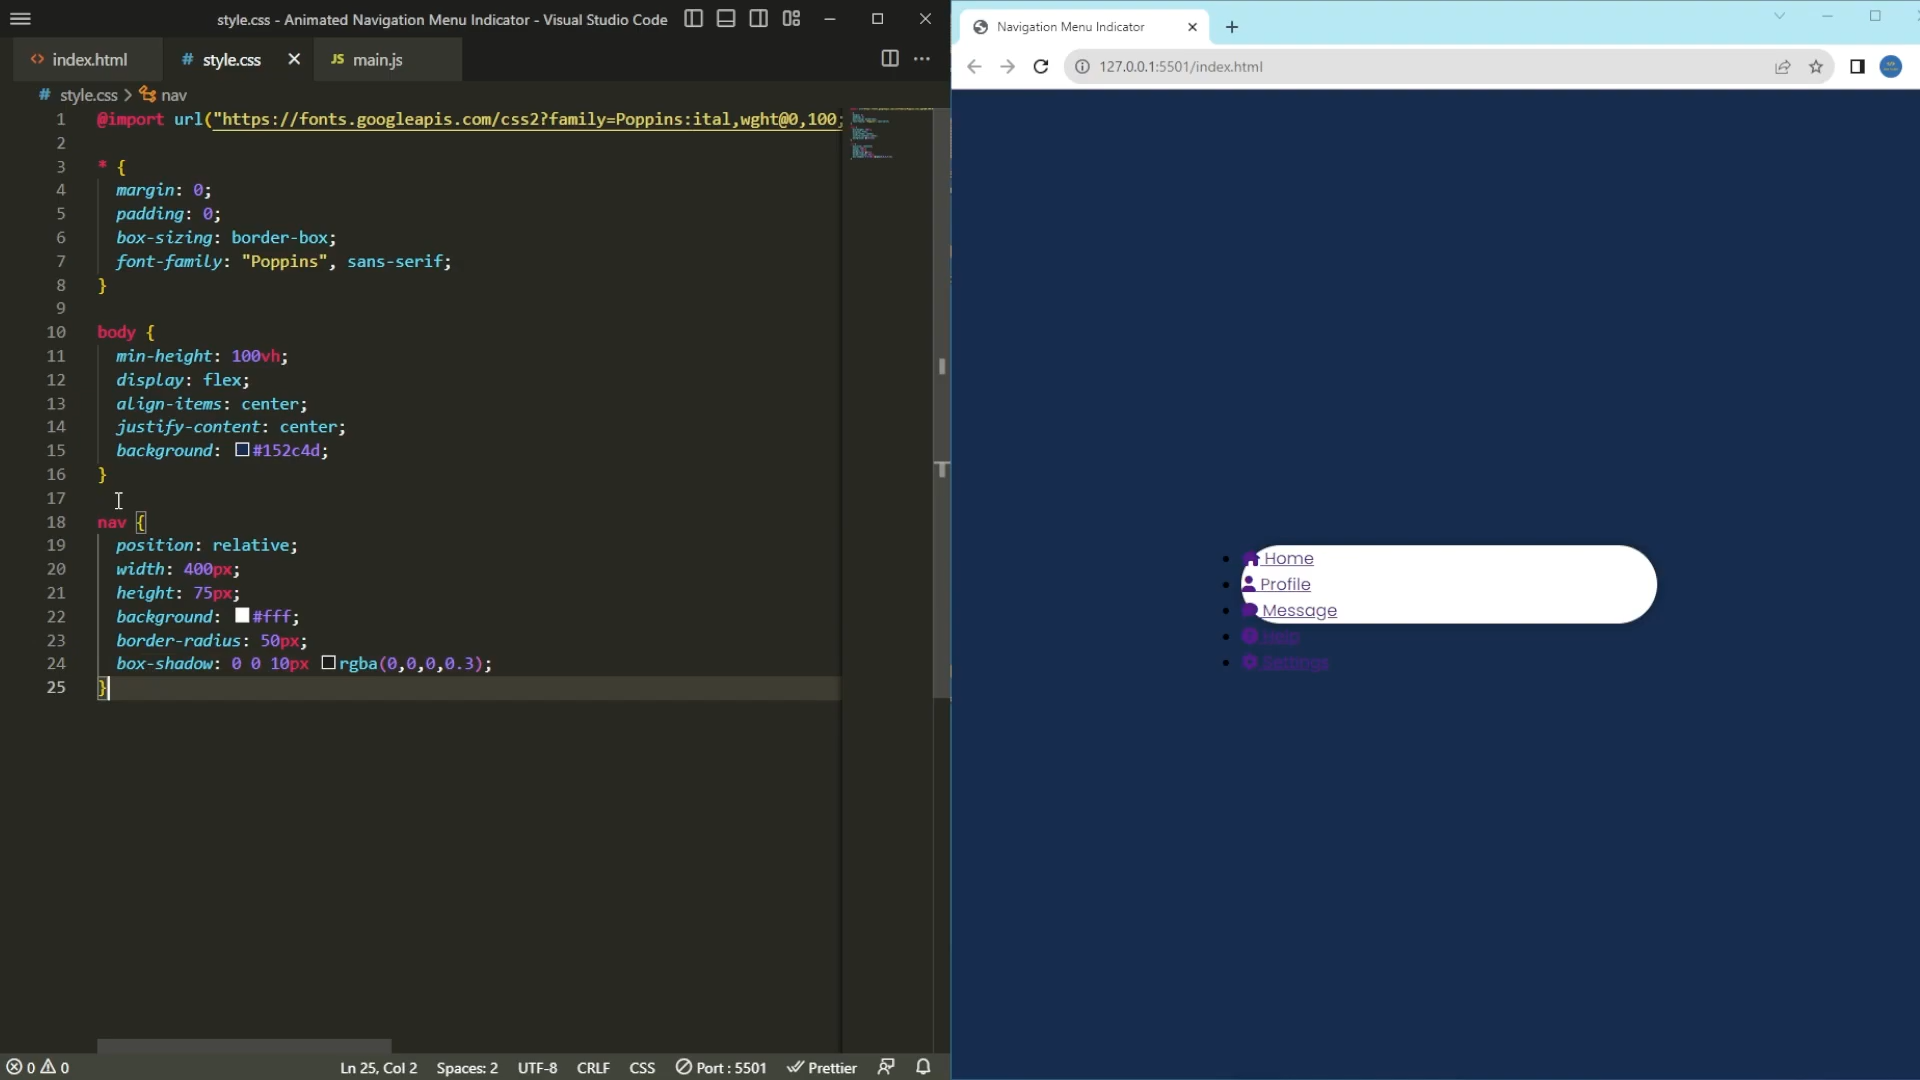 style.css - Animated Navigation Menu Indicator - Visual Studio Code
<> index.html
# style.css
JS main.js
# style.css > nav
1 @import url("https://fonts.googleapis.com/css2?family=Poppins:ital,wght@0,100;
2
3 * {
4 margin: 0;
5 padding: 0;
6 box-sizing: border-box;
7 font-family: "Poppins", sans-serif;
8 }
9
10 body {
11 min-height: 100vh;
12 display: flex;
13 align-items: center;
14 justify-content: center;
15 background: #152c4d;
16 }
17
18 nav {
19 position: relative;
20 width: 400px;
21 height: 75px;
22 background: #fff;
23 border-radius: 50px;
24 box-shadow: 0 0 10px rgba(0,0,0,0.3);
25 }
0 0 Ln 25, Col 2 Spaces: 2 UTF-8 CRLF CSS Port : 5501 Prettier
Navigation Menu Indicator
127.0.0.1:5501/index.html
Home
Profile
Message
Help
Settings